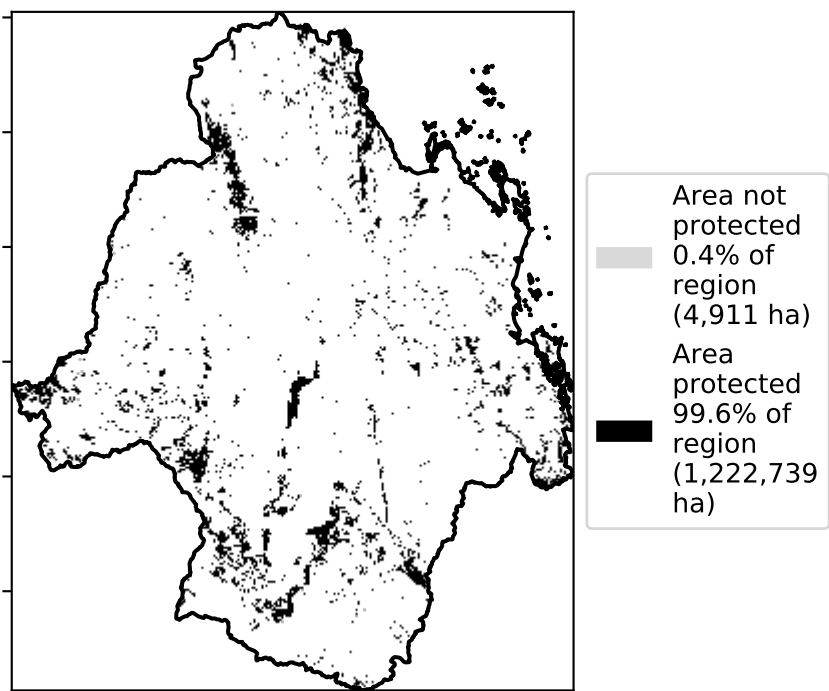 Area not
protected
0.4% of
region
(4,911 ha)
Area
protected
99.6% of
region
(1,222,739
ha)